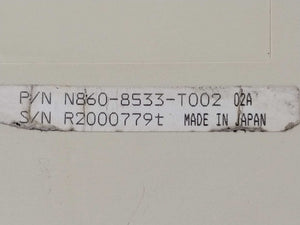 P/N N860-8533-T002 02A
S/N R2000779t MADE IN JAPAN